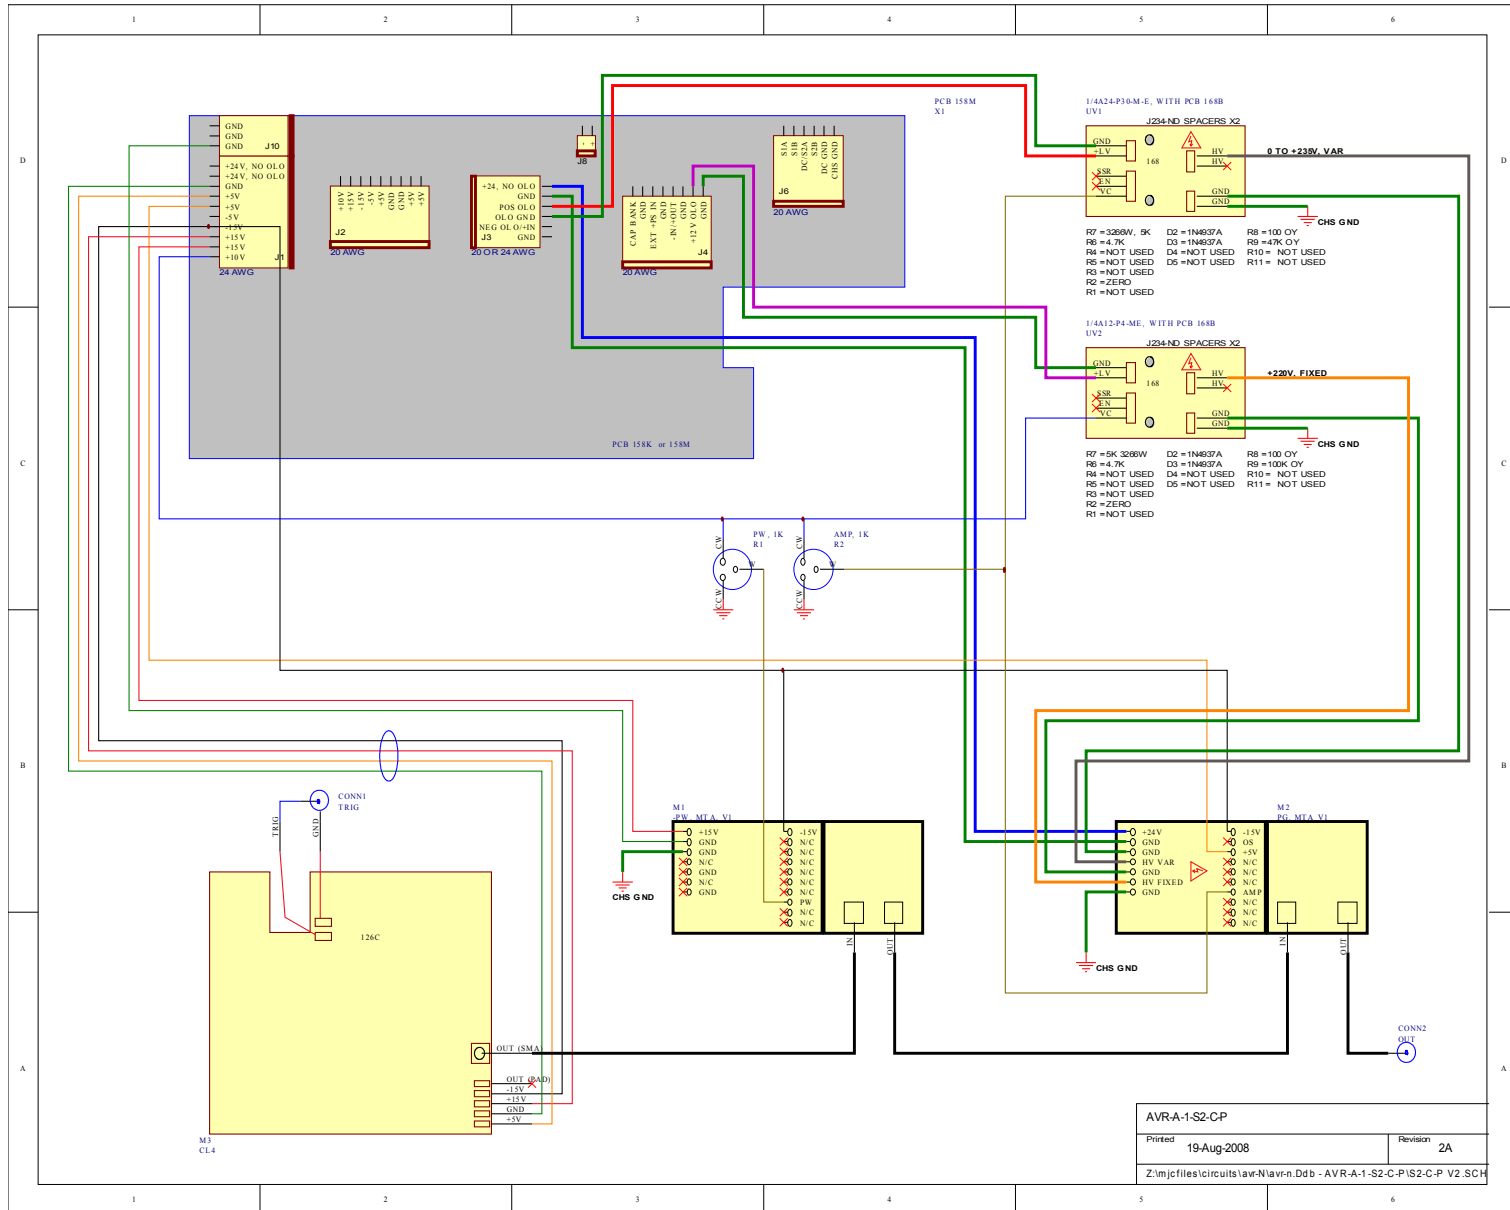 1 2 3 4 5 6
D
PCB 158M
X1
GND
GND
GND
J10
+24V, NO OLO
+24V, NO OLO
GND
+5V
+5V
-5V
-15V
+15V
+15V
+10V
J1
24 AWG
+10V
+15V
-15V
-5V
+5V
GND
GND
+5V
+5V
J2
20 AWG
+24, NO OLO
GND
POS OLO
OLO GND
NEG OLO/+IN
GND
J3
20 OR 24 AWG
- +
J8
CAP BANK
GND
EXT +PS IN
GND
-IN/+OUT
GND
+12V OLO
GND
J4
20 AWG
S1A
S1B
DC/S2A
S2B
DC GND
CHS GND
J6
20 AWG
PCB 158K or 158M
1/4A24-P30-M-E, WITH PCB 168B
UV1
J234-ND SPACERS X2
GND
+LV
168
SSR
EN
VC
HV
HV
GND
GND
0 TO +235V, VAR
CHS GND
R7 =3266W, 5K D2 =1N4937A R8 =100 OY
R6 =4.7K D3 =1N4937A R9 =47K OY
R4 =NOT USED D4 =NOT USED R10 = NOT USED
R5 =NOT USED D5 =NOT USED R11 = NOT USED
R3 =NOT USED
R2 =ZERO
R1 =NOT USED
D
C
1/4A12-P4-ME, WITH PCB 168B
UV2
J234-ND SPACERS X2
GND
+LV
168
SSR
EN
VC
HV
HV
GND
GND
+220V, FIXED
CHS GND
R7 =5K 3266W D2 =1N4937A R8 =100 OY
R6 =4.7K D3 =1N4937A R9 =100K OY
R4 =NOT USED D4 =NOT USED R10 = NOT USED
R5 =NOT USED D5 =NOT USED R11 = NOT USED
R3 =NOT USED
R2 =ZERO
R1 =NOT USED
C
PW, 1K
R1
CW
W
CCW
AMP, 1K
R2
CW
W
CCW
B
CONN1
TRIG
TRIG
GND
126C
M1
-PW, MTA, V1
+15V
GND
GND
N/C
GND
N/C
GND
-15V
N/C
N/C
N/C
N/C
N/C
N/C
PW
N/C
N/C
IN
OUT
CHS GND
M2
PG, MTA, V1
+24V
GND
GND
HV VAR
GND
HV FIXED
GND
-15V
OS
+5V
N/C
N/C
N/C
AMP
N/C
N/C
N/C
IN
OUT
CHS GND
B
A
OUT (SMA)
OUT (PAD)
-15V
+15V
GND
+5V
M3
CL4
CONN2
OUT
A
AVR-A-1-S2-C-P
Printed 19-Aug-2008 Revision 2A
Z:\mjcfiles\circuits\avr-N\avr-n.Ddb - AVR-A-1-S2-C-P\S2-C-P V2.SCH
1 2 3 4 5 6